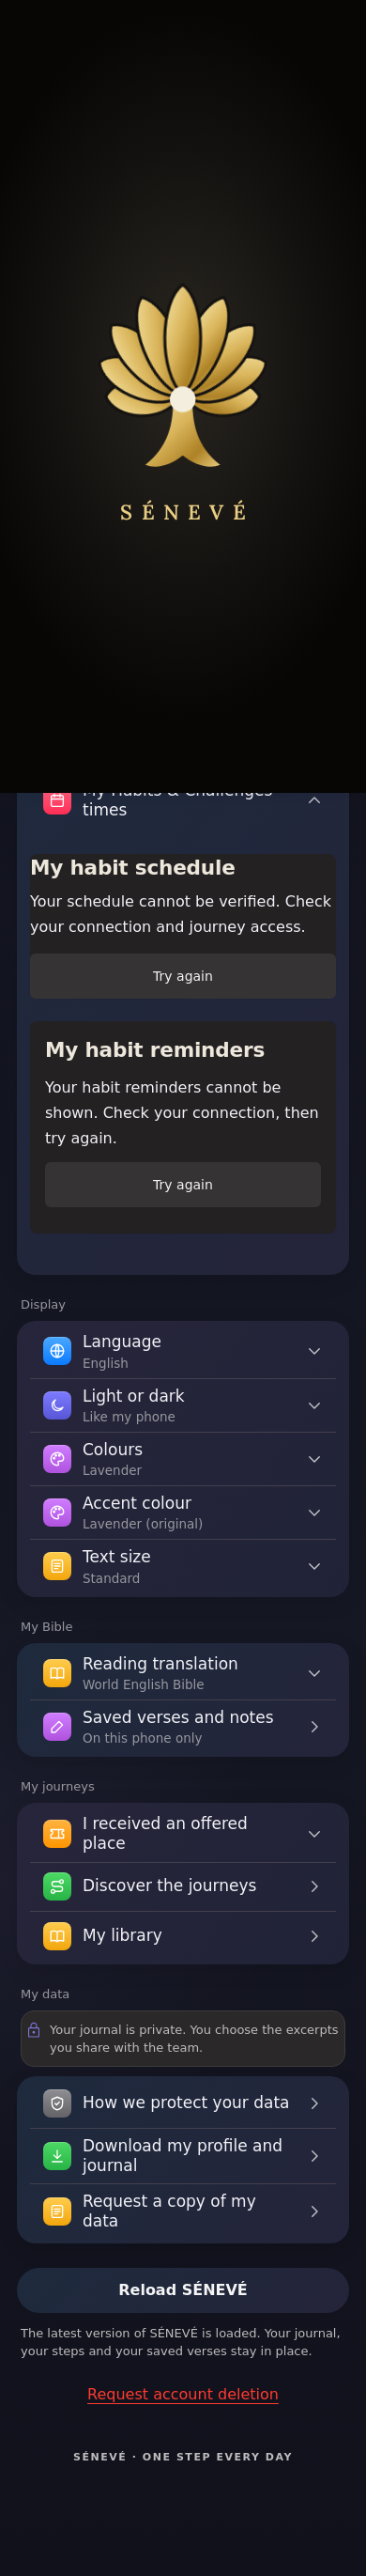 SÉNEVÉ
My Habits & Challenges
times
My habit schedule
Your schedule cannot be verified. Check
your connection and journey access.
Try again
My habit reminders
Your habit reminders cannot be
shown. Check your connection, then
try again.
Try again
Display
Language
English
Light or dark
Like my phone
Colours
Lavender
Accent colour
Lavender (original)
Text size
Standard
My Bible
Reading translation
World English Bible
Saved verses and notes
On this phone only
My journeys
I received an offered
place
Discover the journeys
My library
My data
Your journal is private. You choose the excerpts
you share with the team.
How we protect your data
Download my profile and
journal
Request a copy of my
data
Reload SÉNEVÉ
The latest version of SÉNEVÉ is loaded. Your journal,
your steps and your saved verses stay in place.
Request account deletion
SÉNEVÉ · ONE STEP EVERY DAY